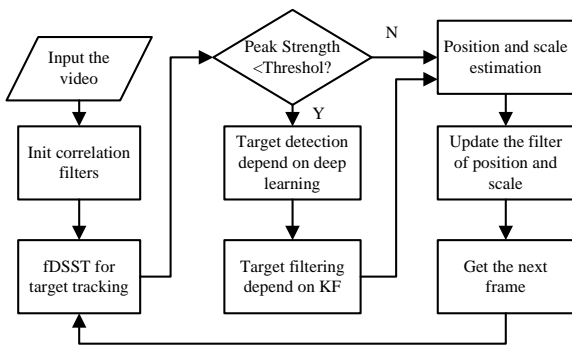 Input the
video
Init correlation
filters
fDSST for
target tracking
Peak Strength
<Threshol?
N
Y
Target detection
depend on deep
learning
Target filtering
depend on KF
Position and scale
estimation
Update the filter
of position and
scale
Get the next
frame